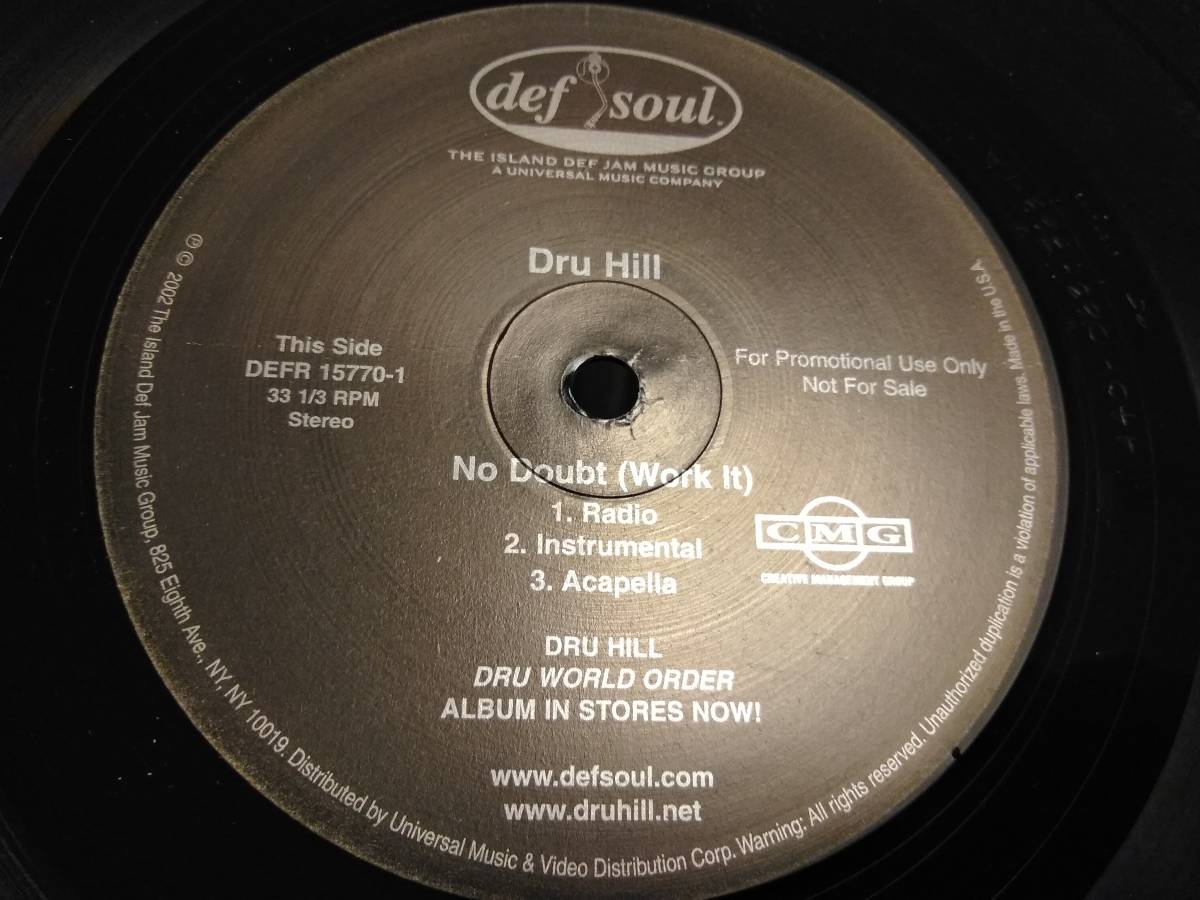 def soul.
THE ISLAND DEF JAM MUSIC GROUP
A UNIVERSAL MUSIC COMPANY
Dru Hill
This Side
DEFR 15770-1
33 1/3 RPM
Stereo
For Promotional Use Only
Not For Sale
No Doubt (Work It)
1. Radio
2. Instrumental
3. Acapella
CMG
CREATIVE MANAGEMENT GROUP
DRU HILL
DRU WORLD ORDER
ALBUM IN STORES NOW!
www.defsoul.com
www.druhill.net
℗ © 2002 The Island Def Jam Music Group, 825 Eighth Ave., NY, NY 10019. Distributed by Universal Music & Video Distribution Corp. Warning: All rights reserved. Unauthorized duplication is a violation of applicable laws. Made in the U.S.A.